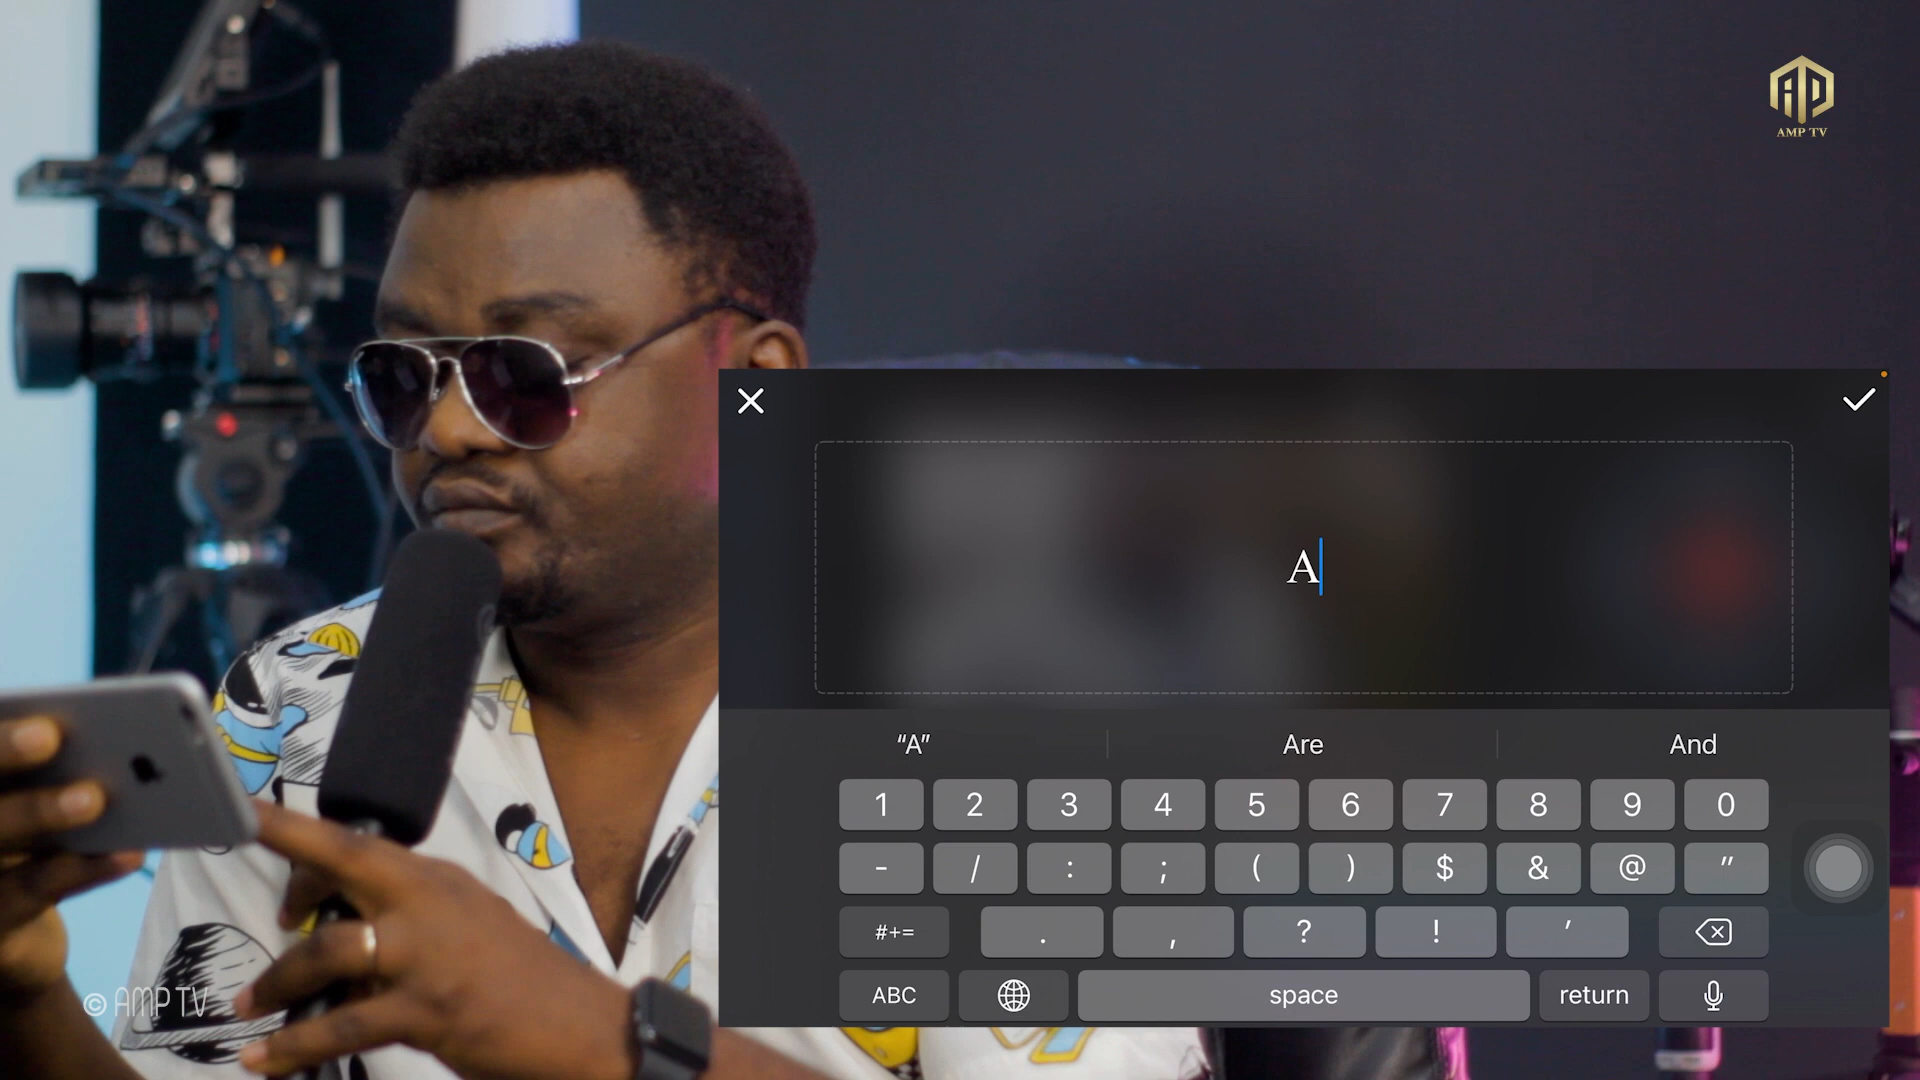 AMP TV
A
“A” Are And
1 2 3 4 5 6 7 8 9 0
- / : ; ( ) $ & @ "
#+= . , ? ! '
ABC space return
© AMP TV